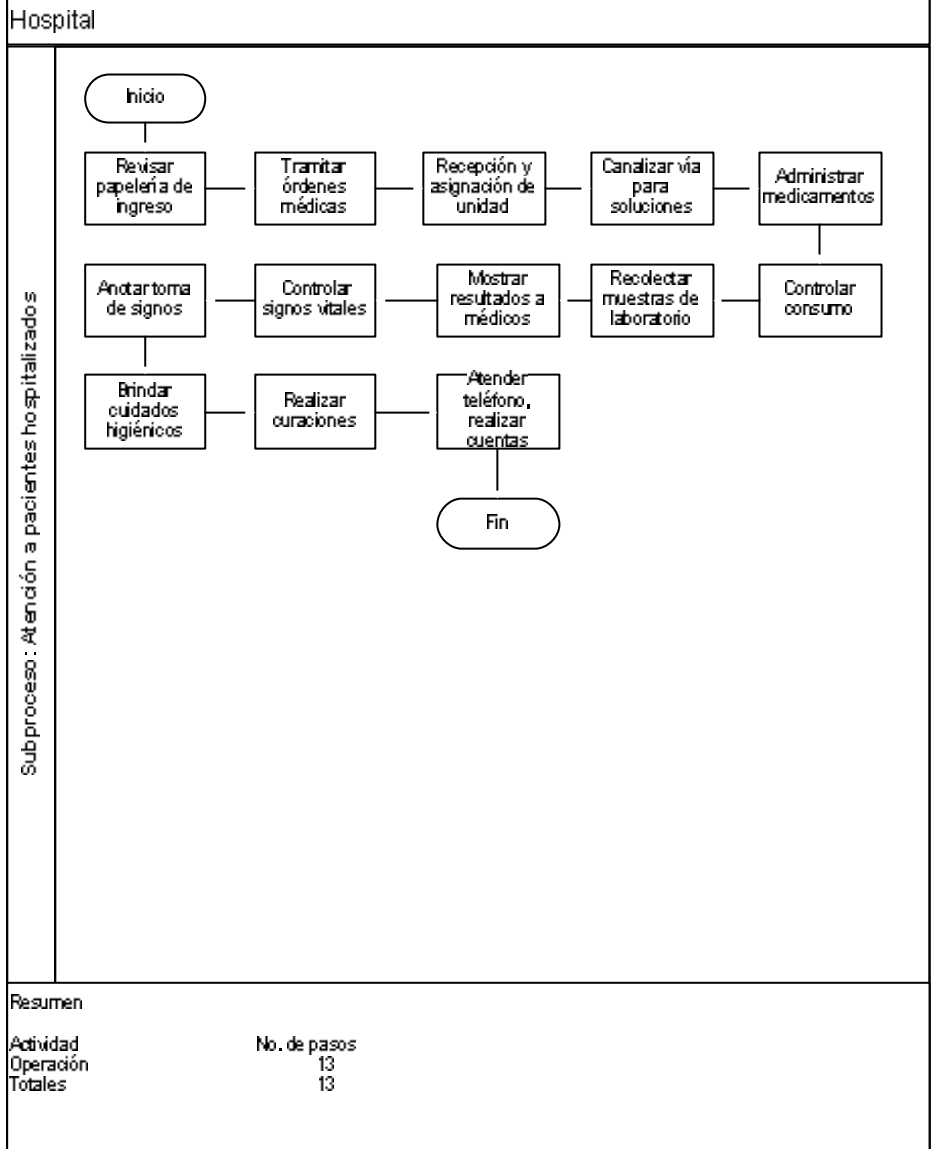 Hospital
Inicio
Revisar
papelería de
ingreso
Tramitar
órdenes
médicas
Recepción y
asignación de
unidad
Canalizar vía
para
soluciones
Administrar
medicamentos
Anotar toma
de signos
Controlar
signos vitales
Mostrar
resultados a
médicos
Recolectar
muestras de
laboratorio
Controlar
consumo
Brindar
cuidados
higiénicos
Realizar
curaciones
Atender
teléfono,
realizar
cuentas
Fin
Subproceso: Atención a pacientes hospitalizados
Resumen
Actividad No. de pasos
Operación 13
Totales 13